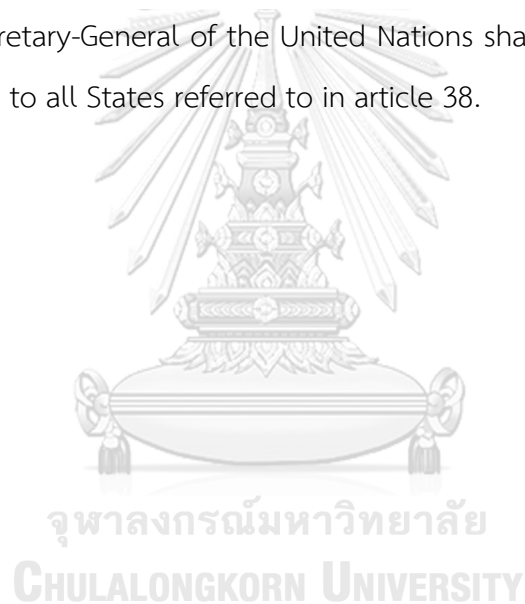 retary-General of the United Nations sha
to all States referred to in article 38.
จุฬาลงกรณ์มหาวิทยาลัย
CHULALONGKORN UNIVERSITY